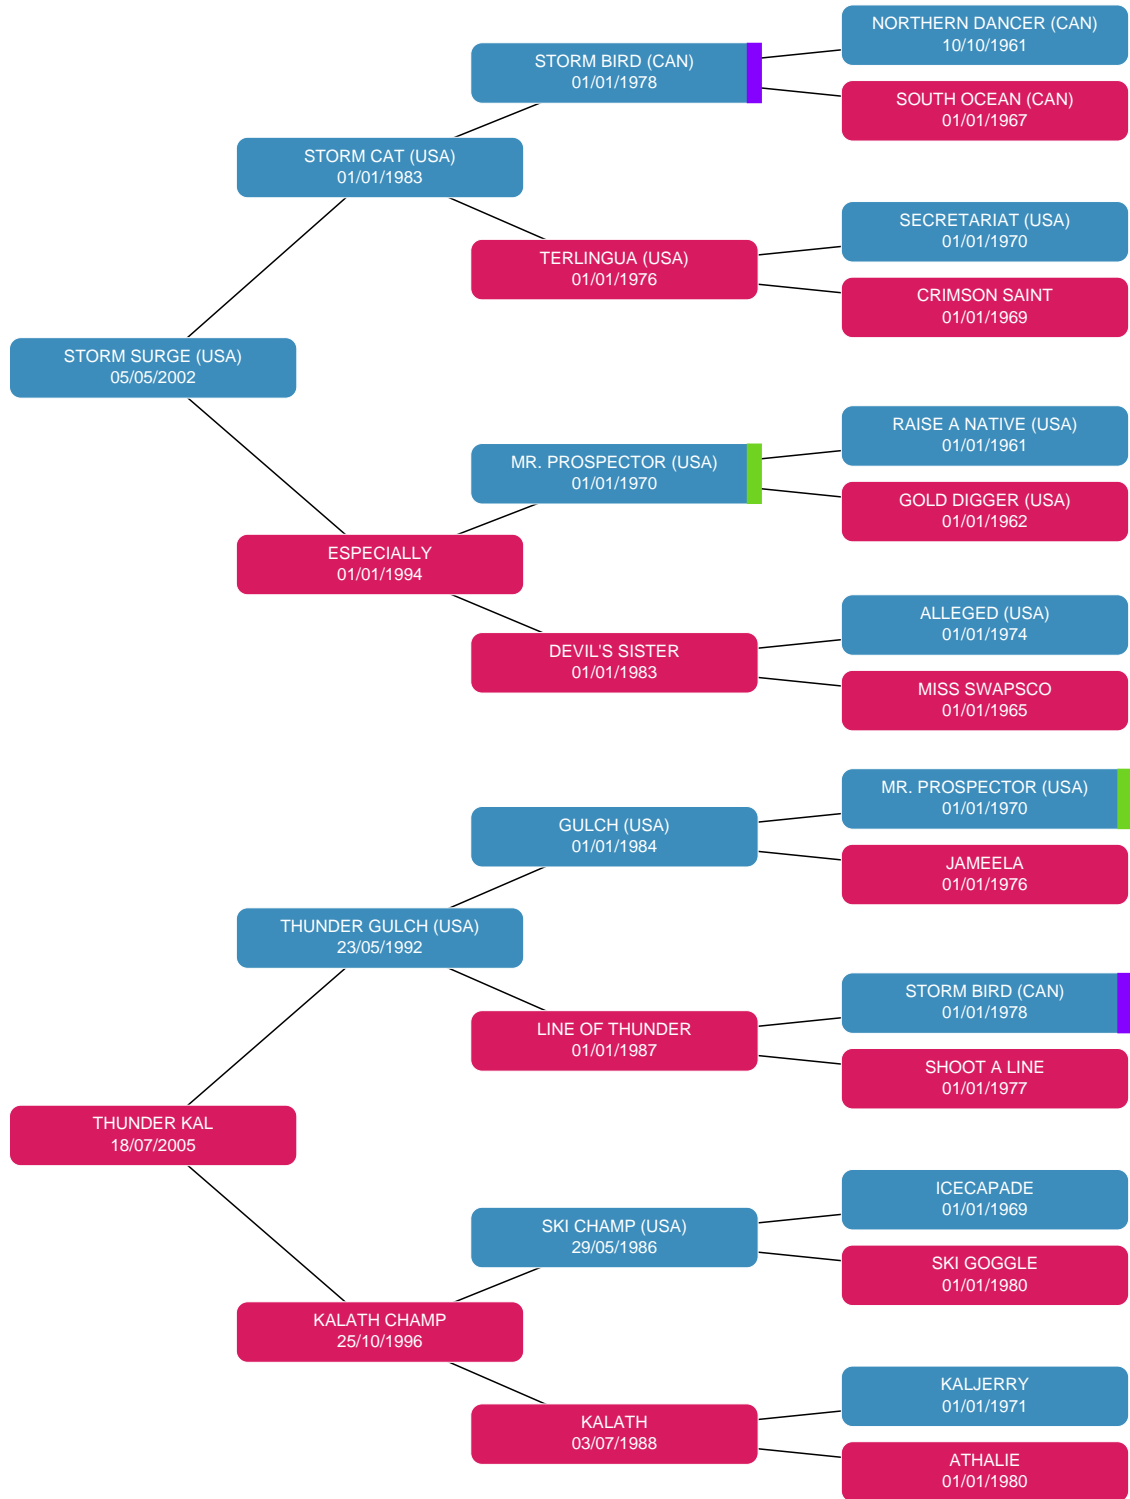 NORTHERN DANCER (CAN)
10/10/1961
STORM BIRD (CAN)
01/01/1978
SOUTH OCEAN (CAN)
01/01/1967
STORM CAT (USA)
01/01/1983
SECRETARIAT (USA)
01/01/1970
TERLINGUA (USA)
01/01/1976
CRIMSON SAINT
01/01/1969
STORM SURGE (USA)
05/05/2002
RAISE A NATIVE (USA)
01/01/1961
MR. PROSPECTOR (USA)
01/01/1970
GOLD DIGGER (USA)
01/01/1962
ESPECIALLY
01/01/1994
ALLEGED (USA)
01/01/1974
DEVIL'S SISTER
01/01/1983
MISS SWAPSCO
01/01/1965
MR. PROSPECTOR (USA)
01/01/1970
GULCH (USA)
01/01/1984
JAMEELA
01/01/1976
THUNDER GULCH (USA)
23/05/1992
STORM BIRD (CAN)
01/01/1978
LINE OF THUNDER
01/01/1987
SHOOT A LINE
01/01/1977
THUNDER KAL
18/07/2005
ICECAPADE
01/01/1969
SKI CHAMP (USA)
29/05/1986
SKI GOGGLE
01/01/1980
KALATH CHAMP
25/10/1996
KALJERRY
01/01/1971
KALATH
03/07/1988
ATHALIE
01/01/1980